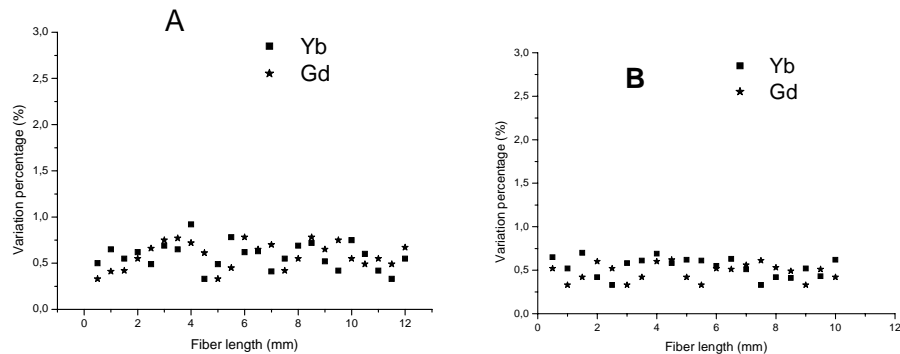 A
Yb
Gd
Variation percentage (%)
3,0
2,5
2,0
1,5
1,0
0,5
0,0
0 2 4 6 8 10 12
Fiber length (mm)
B
Yb
Gd
Variation percentage (%)
3,0
2,5
2,0
1,5
1,0
0,5
0,0
0 2 4 6 8 10 12
Fiber length (mm)